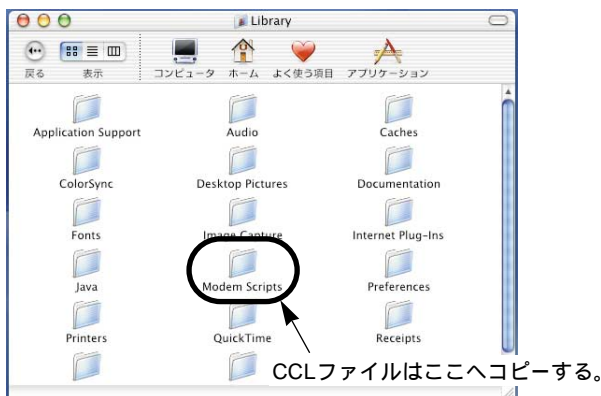 Library
戻る 表示 コンピュータ ホーム よく使う項目 アプリケーション
Application Support Audio Caches
ColorSync Desktop Pictures Documentation
Fonts Image Capture Internet Plug-Ins
Java Modem Scripts Preferences
Printers QuickTime Receipts
CCLファイルはここへコピーする。